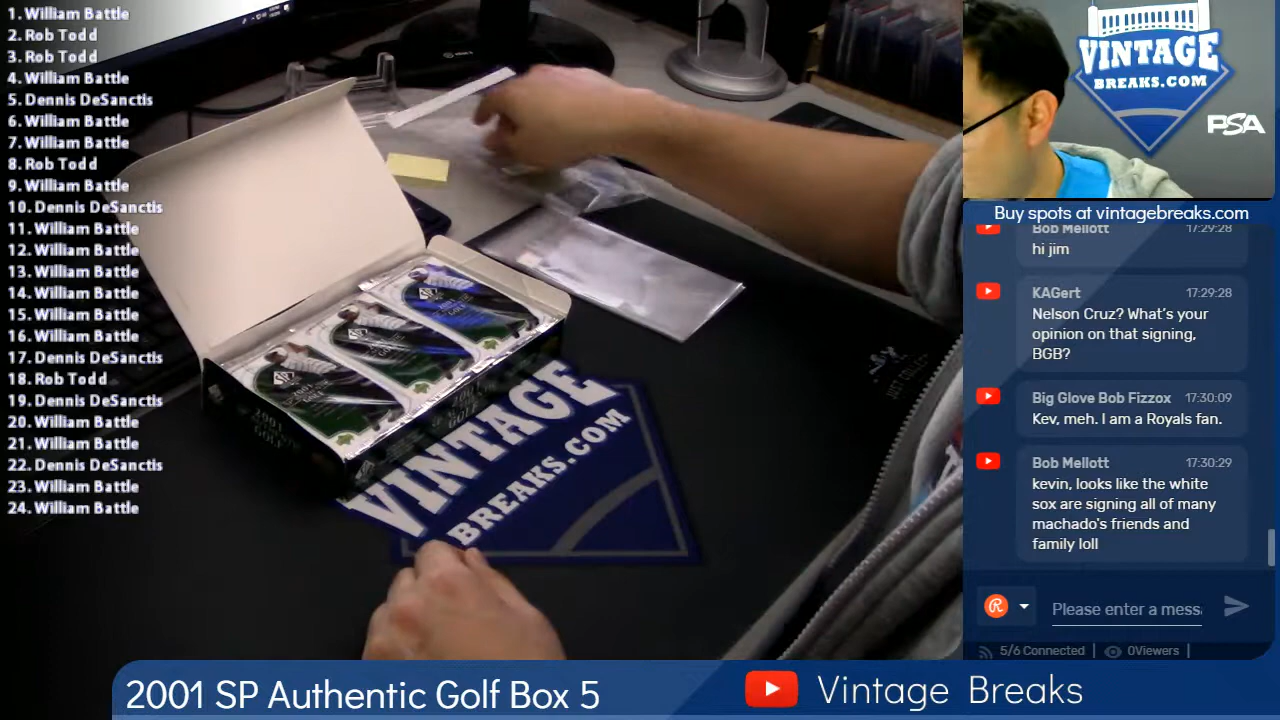 1. William Battle
2. Rob Todd
3. Rob Todd
4. William Battle
5. Dennis DeSanctis
6. William Battle
7. William Battle
8. Rob Todd
9. William Battle
10. Dennis DeSanctis
11. William Battle
12. William Battle
13. William Battle
14. William Battle
15. William Battle
16. William Battle
17. Dennis DeSanctis
18. Rob Todd
19. Dennis DeSanctis
20. William Battle
21. William Battle
22. Dennis DeSanctis
23. William Battle
24. William Battle
VINTAGE
BREAKS.COM
VINTAGE
BREAKS.COM
PSA
Buy spots at vintagebreaks.com
Bob Mellott 17:29:28
hi jim
KAGert 17:29:28
Nelson Cruz? What's your
opinion on that signing,
BGB?
Big Glove Bob Fizzox 17:30:09
Kev, meh. I am a Royals fan.
Bob Mellott 17:30:29
kevin, looks like the white
sox are signing all of many
machado's friends and
family loll
Please enter a mess
5/6 Connected | 0Viewers |
2001 SP Authentic Golf Box 5
Vintage Breaks